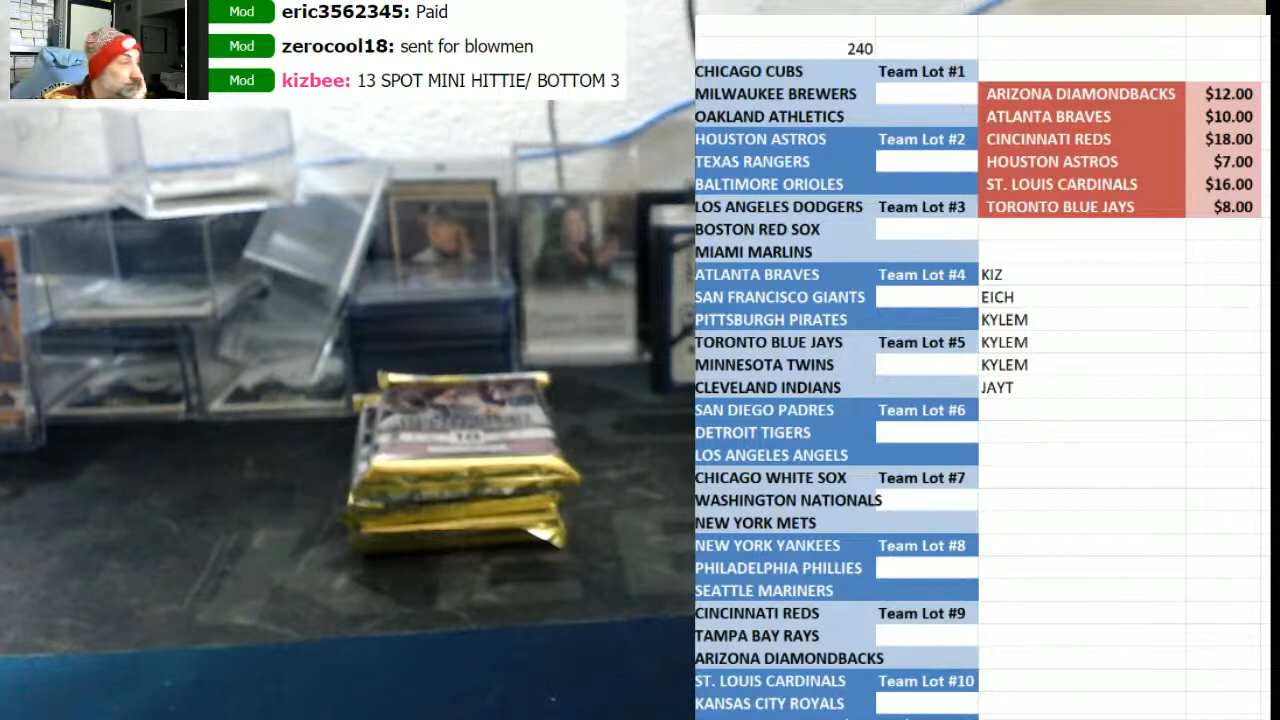 Mod eric3562345: Paid
Mod zerocool18: sent for blowmen
Mod kizbee: 13 SPOT MINI HITTIE/ BOTTOM 3
240
CHICAGO CUBS Team Lot #1
MILWAUKEE BREWERS ARIZONA DIAMONDBACKS $12.00
OAKLAND ATHLETICS ATLANTA BRAVES $10.00
HOUSTON ASTROS Team Lot #2 CINCINNATI REDS $18.00
TEXAS RANGERS HOUSTON ASTROS $7.00
BALTIMORE ORIOLES ST. LOUIS CARDINALS $16.00
LOS ANGELES DODGERS Team Lot #3 TORONTO BLUE JAYS $8.00
BOSTON RED SOX
MIAMI MARLINS
ATLANTA BRAVES Team Lot #4 KIZ
SAN FRANCISCO GIANTS EICH
PITTSBURGH PIRATES KYLEM
TORONTO BLUE JAYS Team Lot #5 KYLEM
MINNESOTA TWINS KYLEM
CLEVELAND INDIANS JAYT
SAN DIEGO PADRES Team Lot #6
DETROIT TIGERS
LOS ANGELES ANGELS
CHICAGO WHITE SOX Team Lot #7
WASHINGTON NATIONALS
NEW YORK METS
NEW YORK YANKEES Team Lot #8
PHILADELPHIA PHILLIES
SEATTLE MARINERS
CINCINNATI REDS Team Lot #9
TAMPA BAY RAYS
ARIZONA DIAMONDBACKS
ST. LOUIS CARDINALS Team Lot #10
KANSAS CITY ROYALS